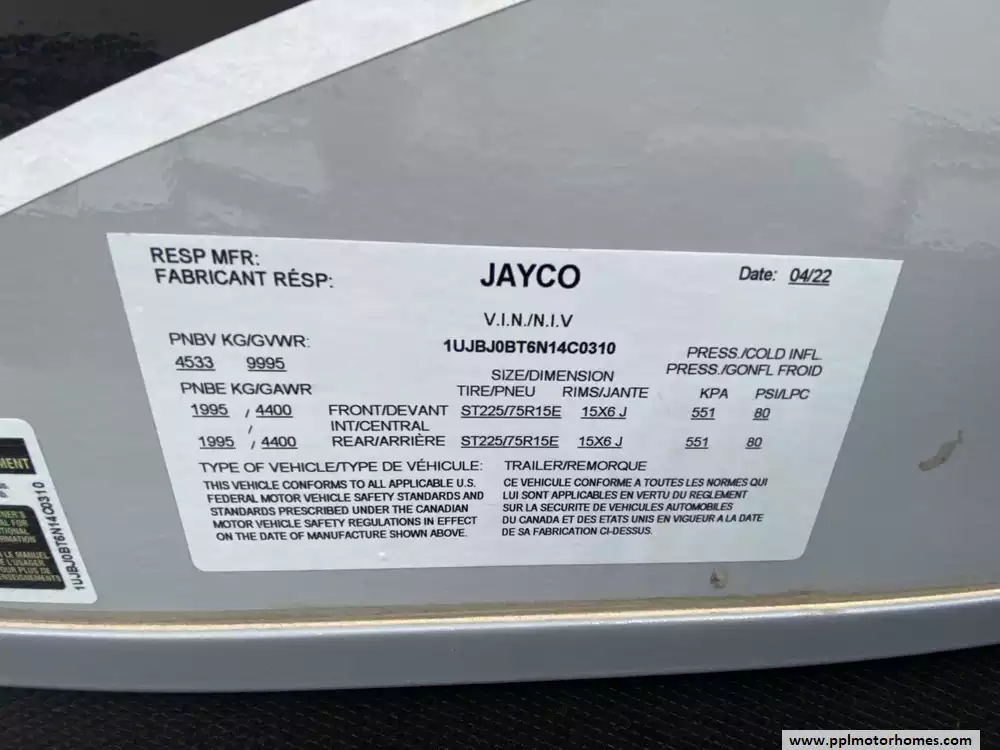 RESP MFR:
FABRICANT RÉSP:
JAYCO
Date: 04/22
V.I.N./N.I.V
1UJBJ0BT6N14C0310
PNBV KG/GVWR:
4533 9995
SIZE/DIMENSION
PRESS./COLD INFL.
TIRE/PNEU RIMS/JANTE
PRESS./GONFL FROID
PNBE KG/GAWR
KPA PSI/LPC
1995 / 4400 FRONT/DEVANT ST225/75R15E 15X6 J 551 80
/ INT/CENTRAL
1995 / 4400 REAR/ARRIÈRE ST225/75R15E 15X6 J 551 80
TYPE OF VEHICLE/TYPE DE VÉHICULE: TRAILER/REMORQUE
THIS VEHICLE CONFORMS TO ALL APPLICABLE U.S.
FEDERAL MOTOR VEHICLE SAFETY STANDARDS AND
STANDARDS PRESCRIBED UNDER THE CANADIAN
MOTOR VEHICLE SAFETY REGULATIONS IN EFFECT
ON THE DATE OF MANUFACTURE SHOWN ABOVE.
CE VEHICULE CONFORME A TOUTES LES NORMES QUI
LUI SONT APPLICABLES EN VERTU DU REGLEMENT
SUR LA SECURITE DE VEHICULES AUTOMOBILES
DU CANADA ET DES ETATS UNIS EN VIGUEUR A LA DATE
DE SA FABRICATION CI-DESSUS.
1UJBJ0BT6N14C0310
www.pplmotorhomes.com